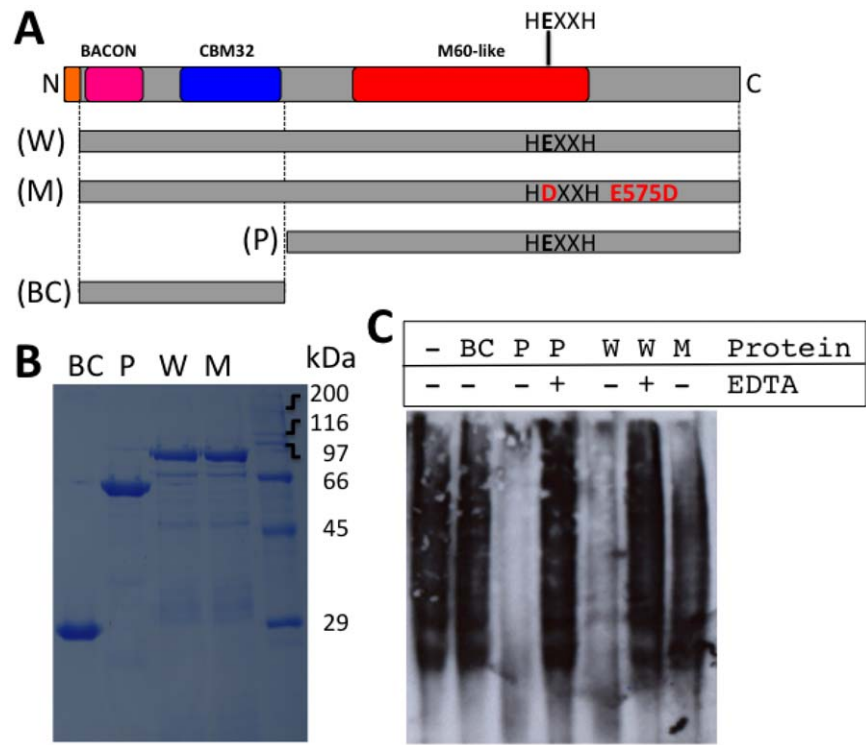 A
HEXXH
BACON CBM32 M60-like
N C
(W) HEXXH
(M) HDXXH E575D
(P) HEXXH
(BC)
B
BC P W M kDa
200
116
97
66
45
29
C
- BC P P W W M Protein
- - - + - + - EDTA